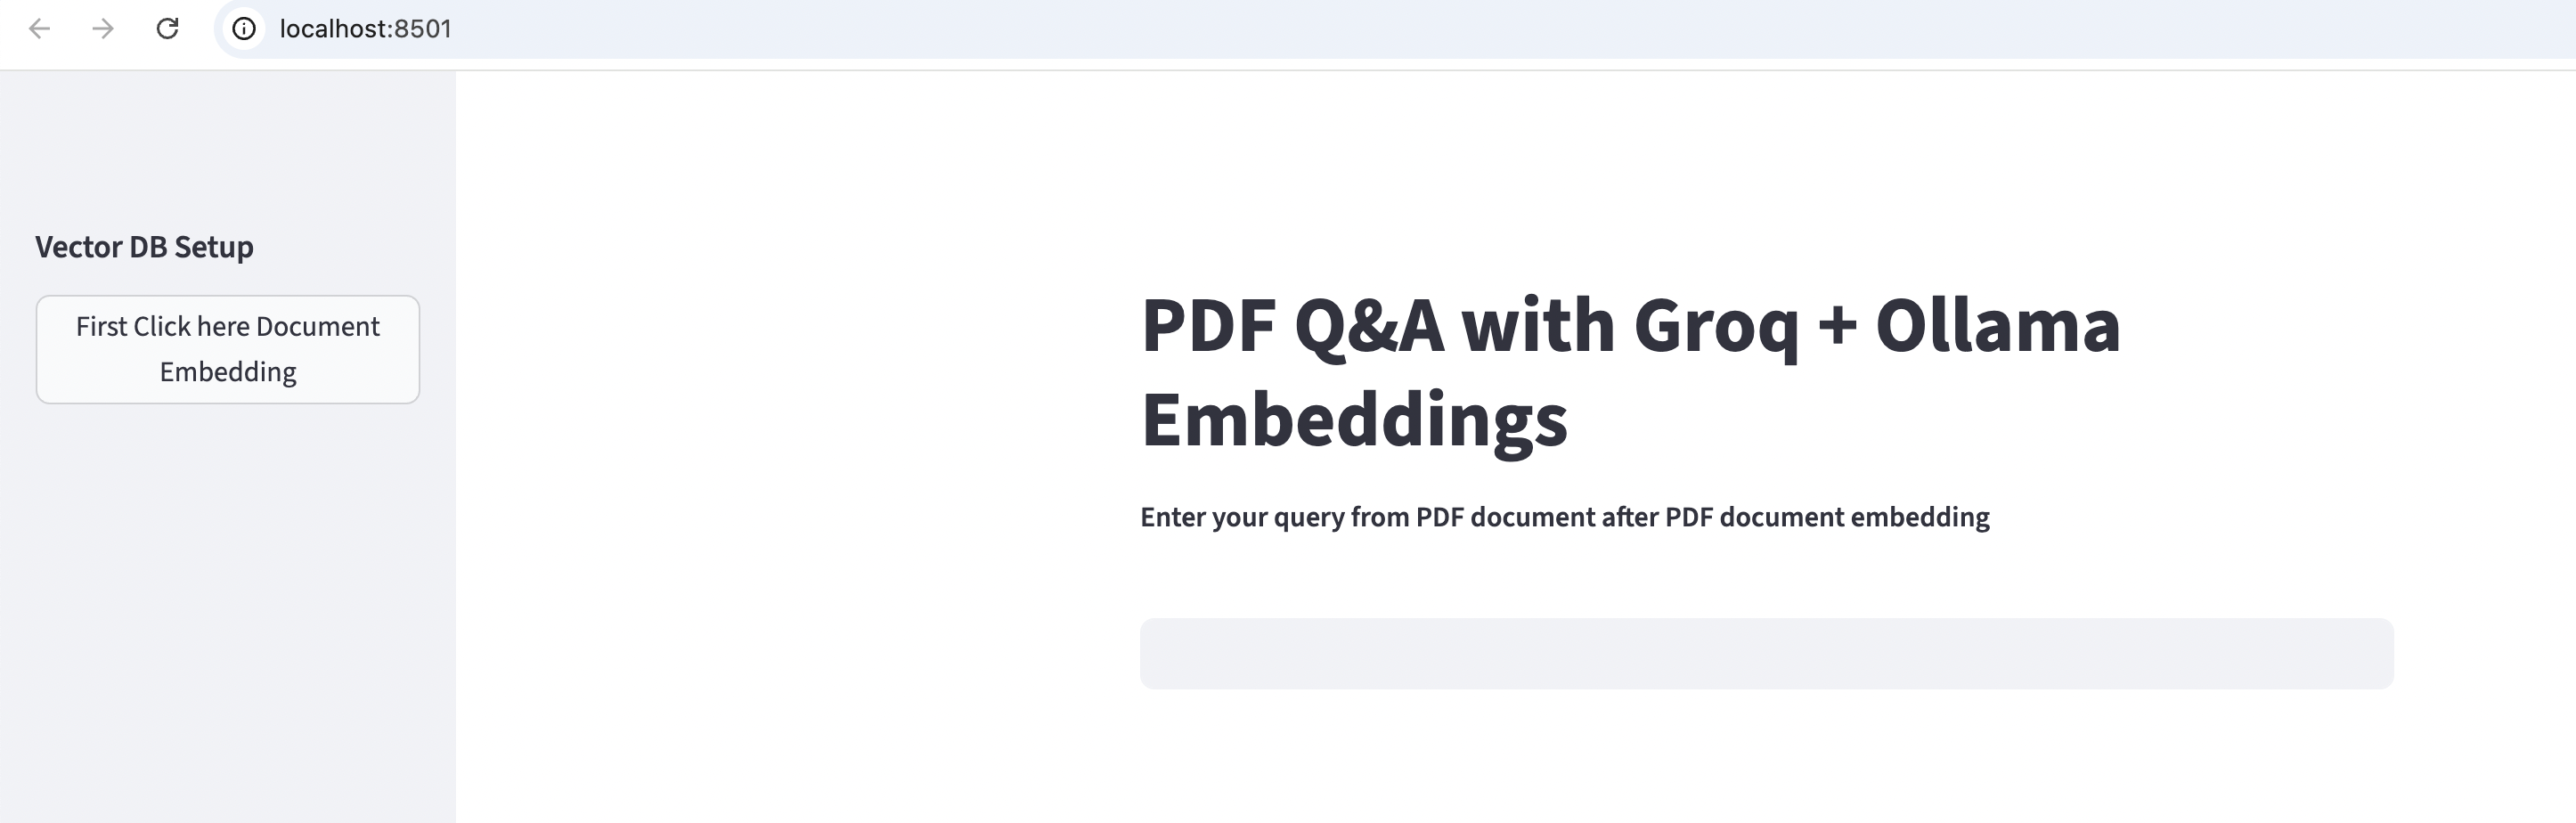 localhost:8501
Vector DB Setup
First Click here Document
Embedding
PDF Q&A with Groq + Ollama
Embeddings
Enter your query from PDF document after PDF document embedding